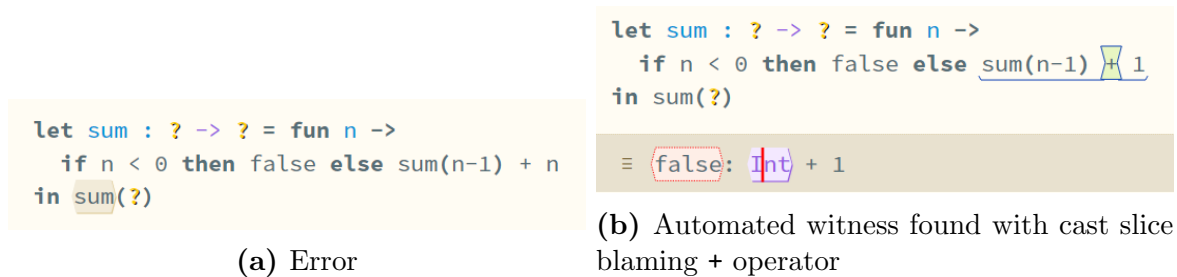 let sum : ? -> ? = fun n ->
if n < 0 then false else sum(n-1) + n
in sum(?)
(a) Error
let sum : ? -> ? = fun n ->
if n < 0 then false else sum(n-1) + 1
in sum(?)
≡ false: Int + 1
(b) Automated witness found with cast slice
blaming + operator